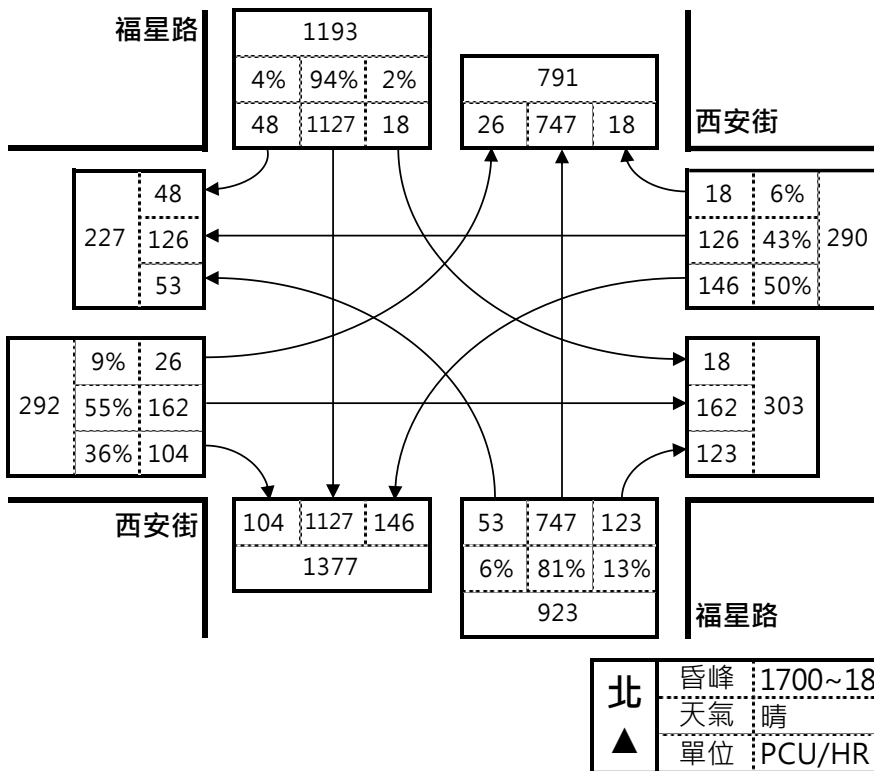 福星路
1193
4% 94% 2%
48 1127 18
791
26 747 18
西安街
227
48
126
53
18 6%
126 43%
146 50%
290
292
9% 26
55% 162
36% 104
18
162
123
303
西安街
104 1127 146
1377
53 747 123
6% 81% 13%
923
福星路
北
▲
昏峰 1700~18
天氣 晴
單位 PCU/HR